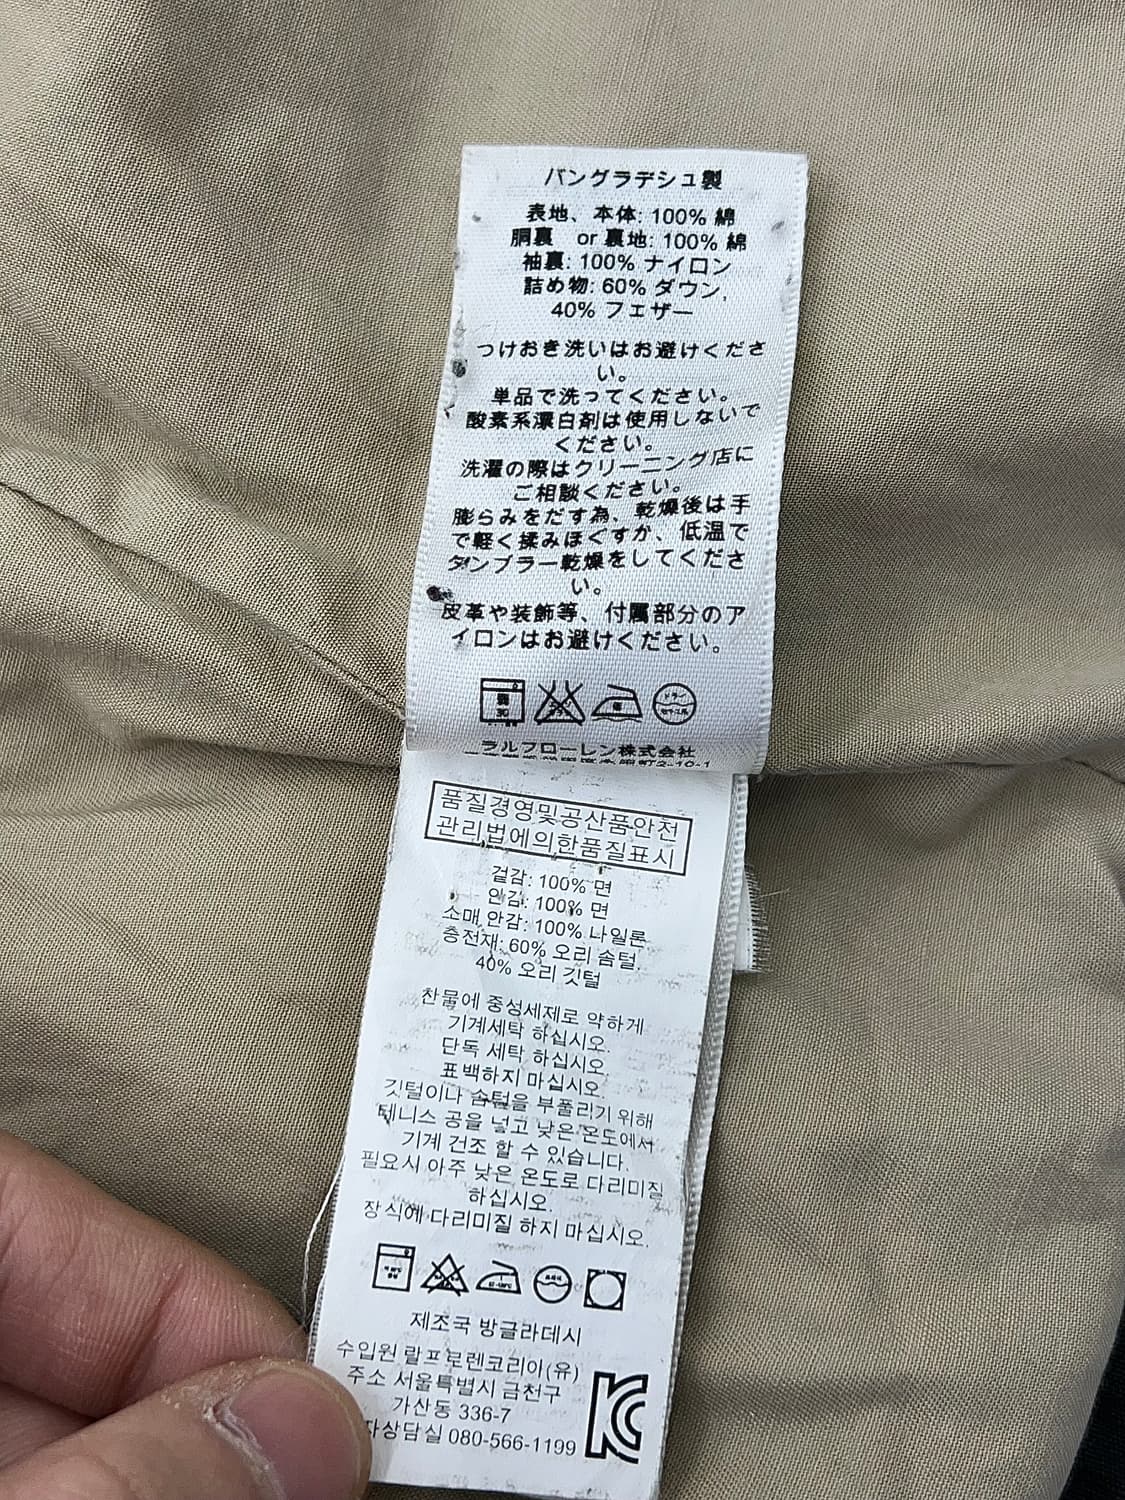 バングラデシュ製
表地、本体: 100% 綿
胴裏 or 裏地: 100% 綿
袖裏: 100% ナイロン
詰め物: 60% ダウン,
40% フェザー
つけおき洗いはお避けくださ
い。
単品で洗ってください。
酸素系漂白剤は使用しないで
ください。
洗濯の際はクリーニング店に
ご相談ください。
膨らみをだす為、乾燥後は手
で軽く揉みほぐすか、低温で
タンブラー乾燥をしてくださ
い。
皮革や装飾等、付属部分のア
イロンはお避けください。
ラルフローレン株式会社
2-10-1
품질경영및공산품안전
관리법에의한품질표시
겉감: 100% 면
안감: 100% 면
소매 안감: 100% 나일론
충전재: 60% 오리 솜털,
40% 오리 깃털
찬물에 중성세제로 약하게
기계세탁 하십시오.
단독 세탁 하십시오.
표백하지 마십시오.
깃털이나 솜털을 부풀리기 위해
테니스 공을 넣고 낮은 온도에서
기계 건조 할 수 있습니다.
필요시 아주 낮은 온도로 다리미질
하십시오.
장식에 다리미질 하지 마십시오.
제조국 방글라데시
수입원 랄프로렌코리아(유)
주소 서울특별시 금천구
가산동 336-7
자상담실 080-566-1199